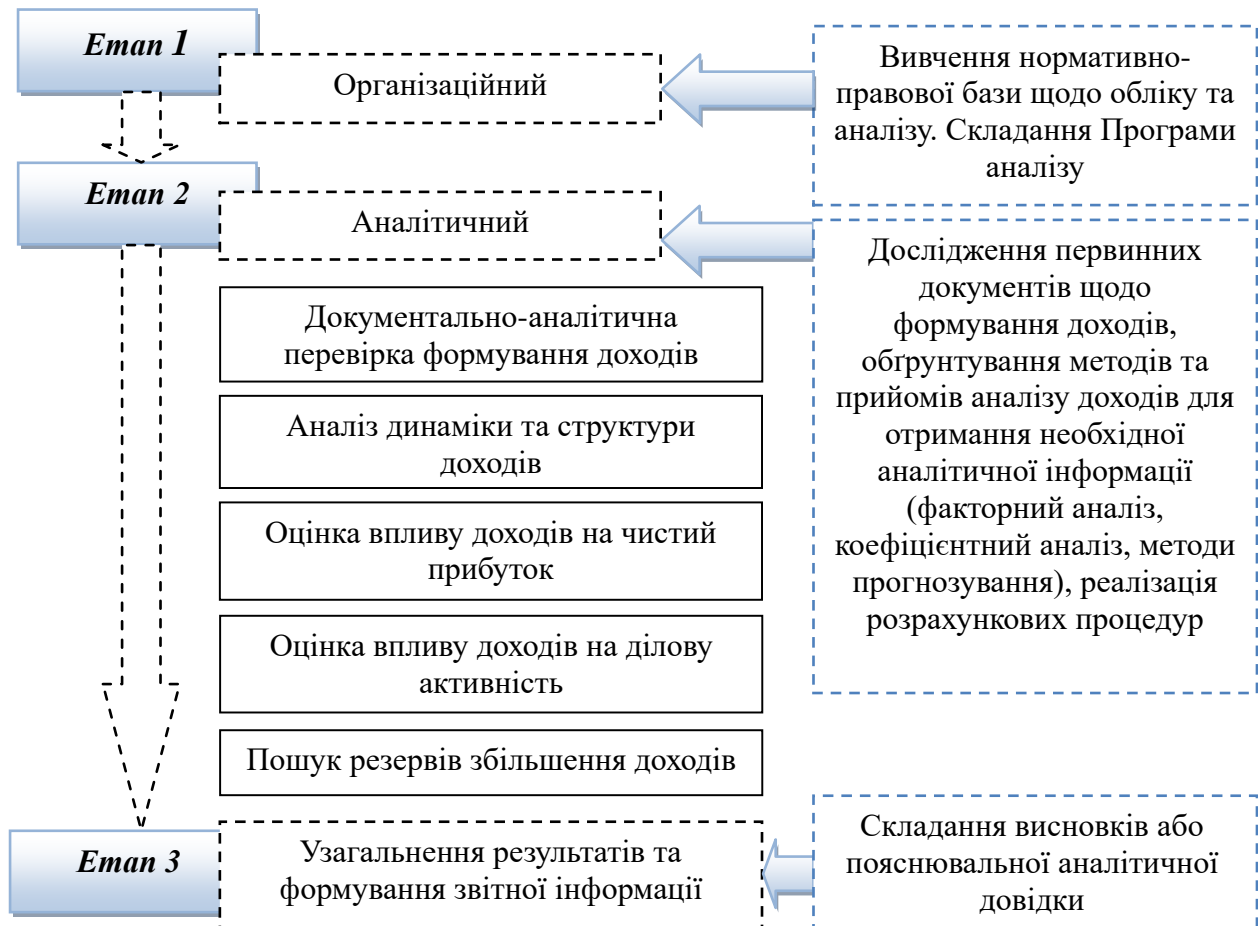 Етап 1
Організаційний
Вивчення нормативно-
правової бази щодо обліку та
аналізу. Складання Програми
аналізу
Етап 2
Аналітичний
Дослідження первинних
документів щодо
формування доходів,
обґрунтування методів та
прийомів аналізу доходів для
отримання необхідної
аналітичної інформації
(факторний аналіз,
коефіцієнтний аналіз, методи
прогнозування), реалізація
розрахункових процедур
Документально-аналітична
перевірка формування доходів
Аналіз динаміки та структури
доходів
Оцінка впливу доходів на чистий
прибуток
Оцінка впливу доходів на ділову
активність
Пошук резервів збільшення доходів
Етап 3
Узагальнення результатів та
формування звітної інформації
Складання висновків або
пояснювальної аналітичної
довідки